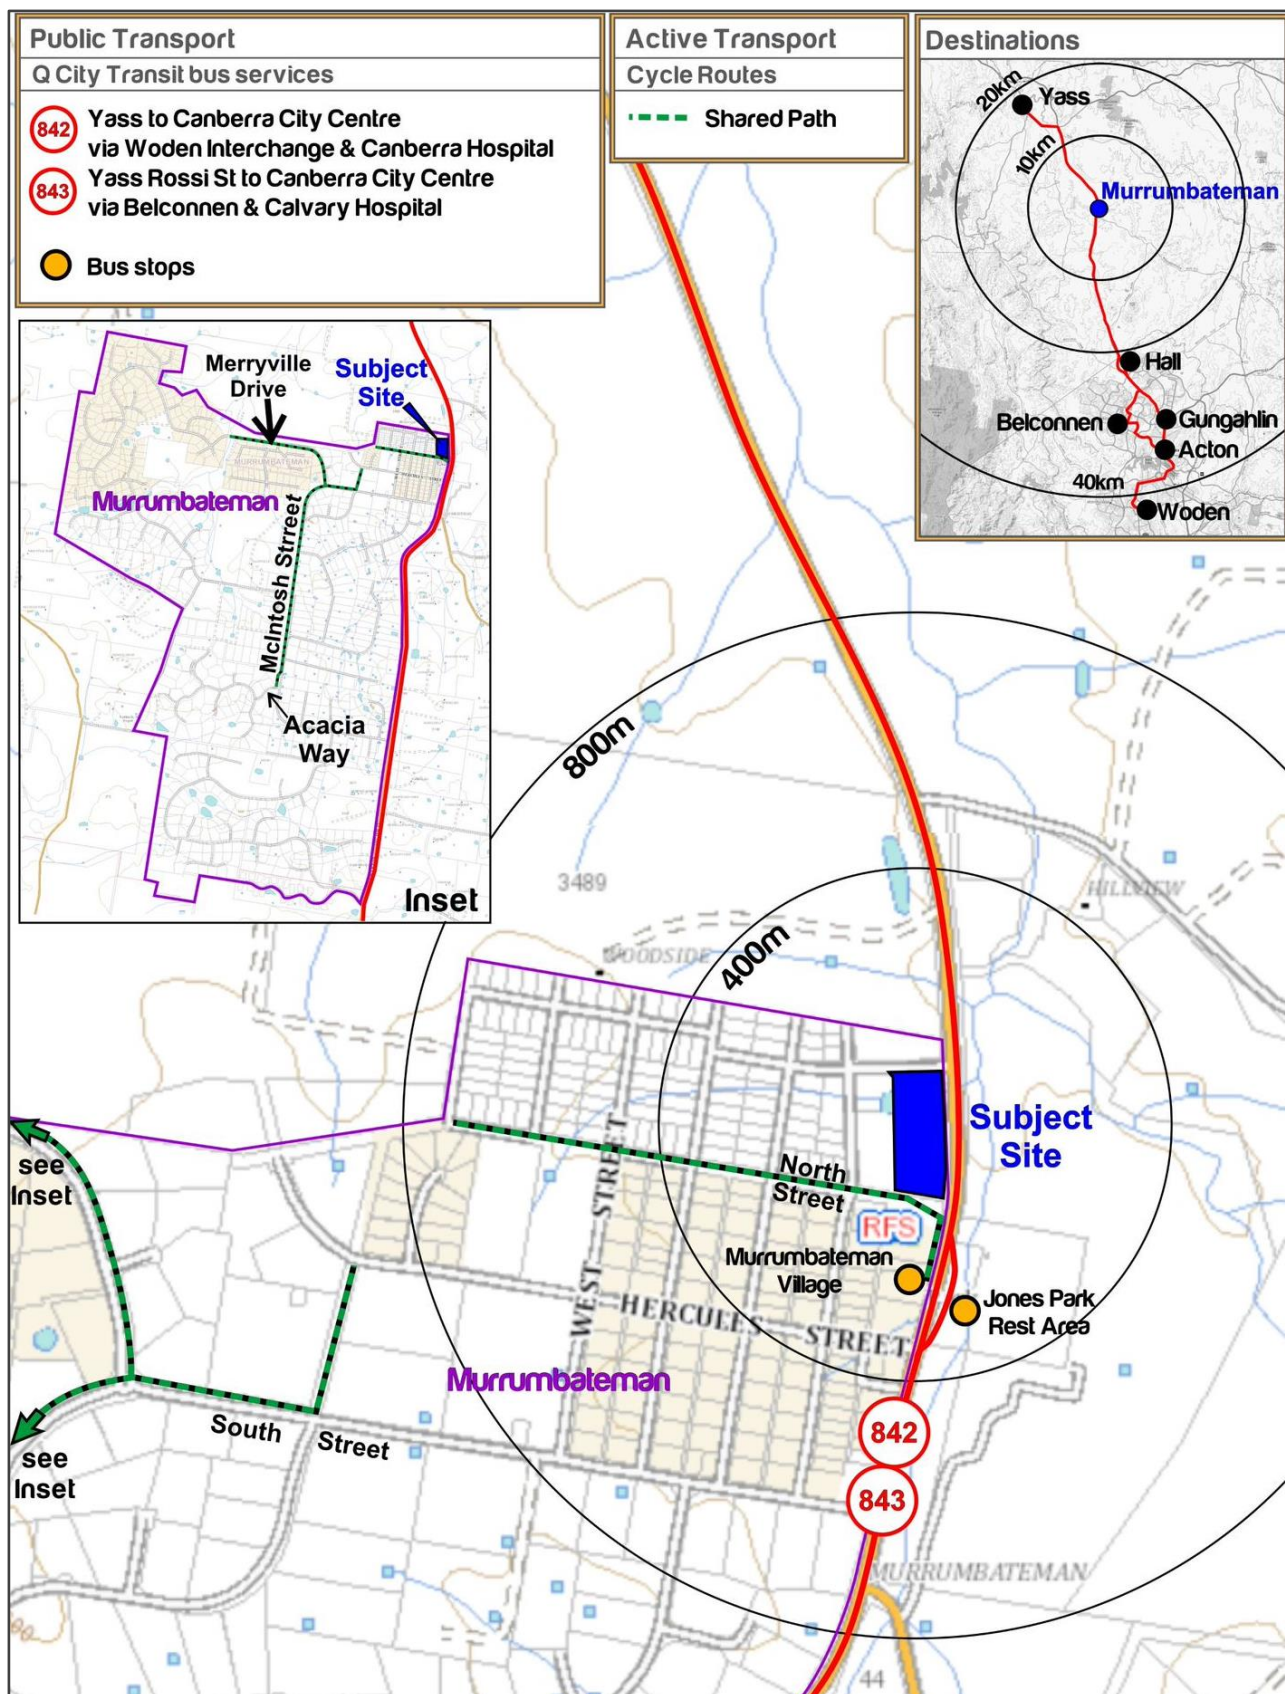 Public Transport
Q City Transit bus services
842 Yass to Canberra City Centre
via Woden Interchange & Canberra Hospital
843 Yass Rossi St to Canberra City Centre
via Belconnen & Calvary Hospital
Bus stops
Active Transport
Cycle Routes
Shared Path
Destinations
20km
Yass
10km
Murrumbateman
Hall
Belconnen
Gungahlin
Acton
40km
Woden
Merryville
Drive
Subject
Site
MURRUMBATEMAN
Murrumbateman
McIntosh Strreet
Acacia
Way
Inset
800m
3489
HILLVIEW
WOODSIDE
400m
Subject
Site
see
Inset
North
Street
WEST STREET
RFS
Murrumbateman
Village
Jones Park
Rest Area
HERCULES STREET
Murrumbateman
842
South Street
see
Inset
843
MURRUMBATEMAN
44